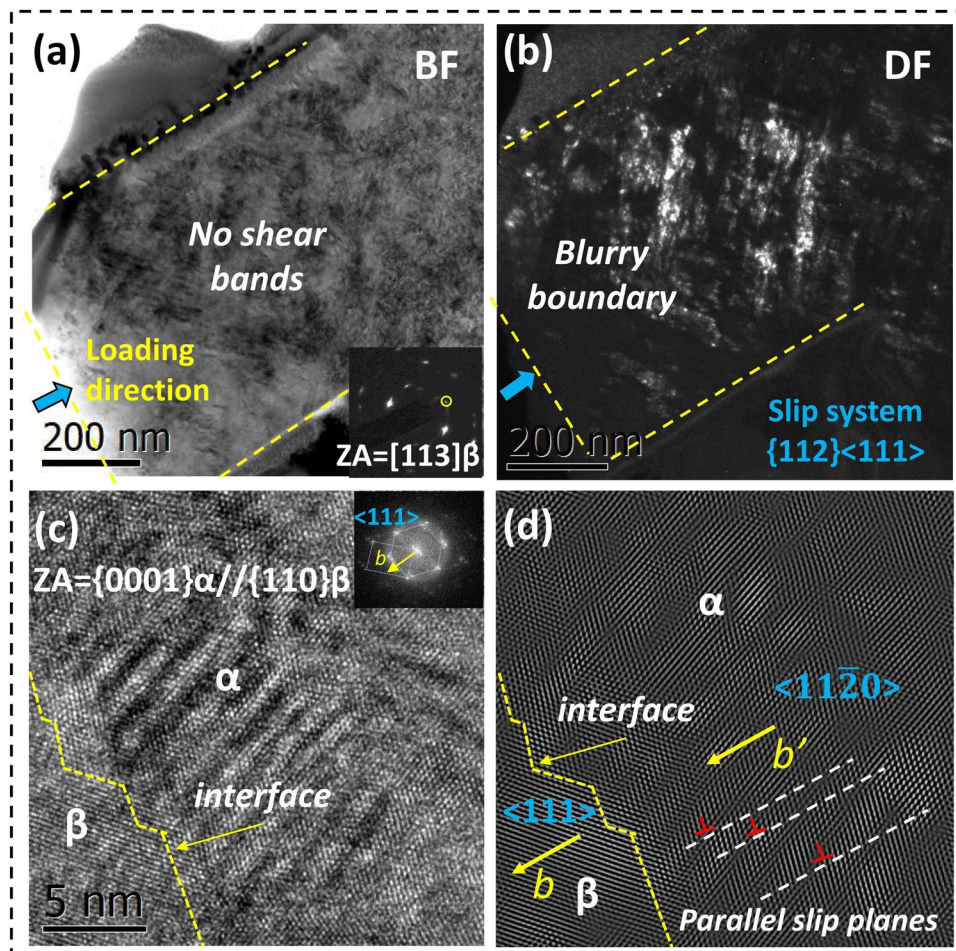 (a)
BF
No shear
bands
Loading
direction
200 nm
ZA=[113]β
(b)
DF
Blurry
boundary
200 nm
Slip system
{112}<111>
(c)
<111>
b
ZA={0001}α//{110}β
α
interface
β
5 nm
(d)
α
<112̅0>
interface
b’
<111>
b
β
Parallel slip planes